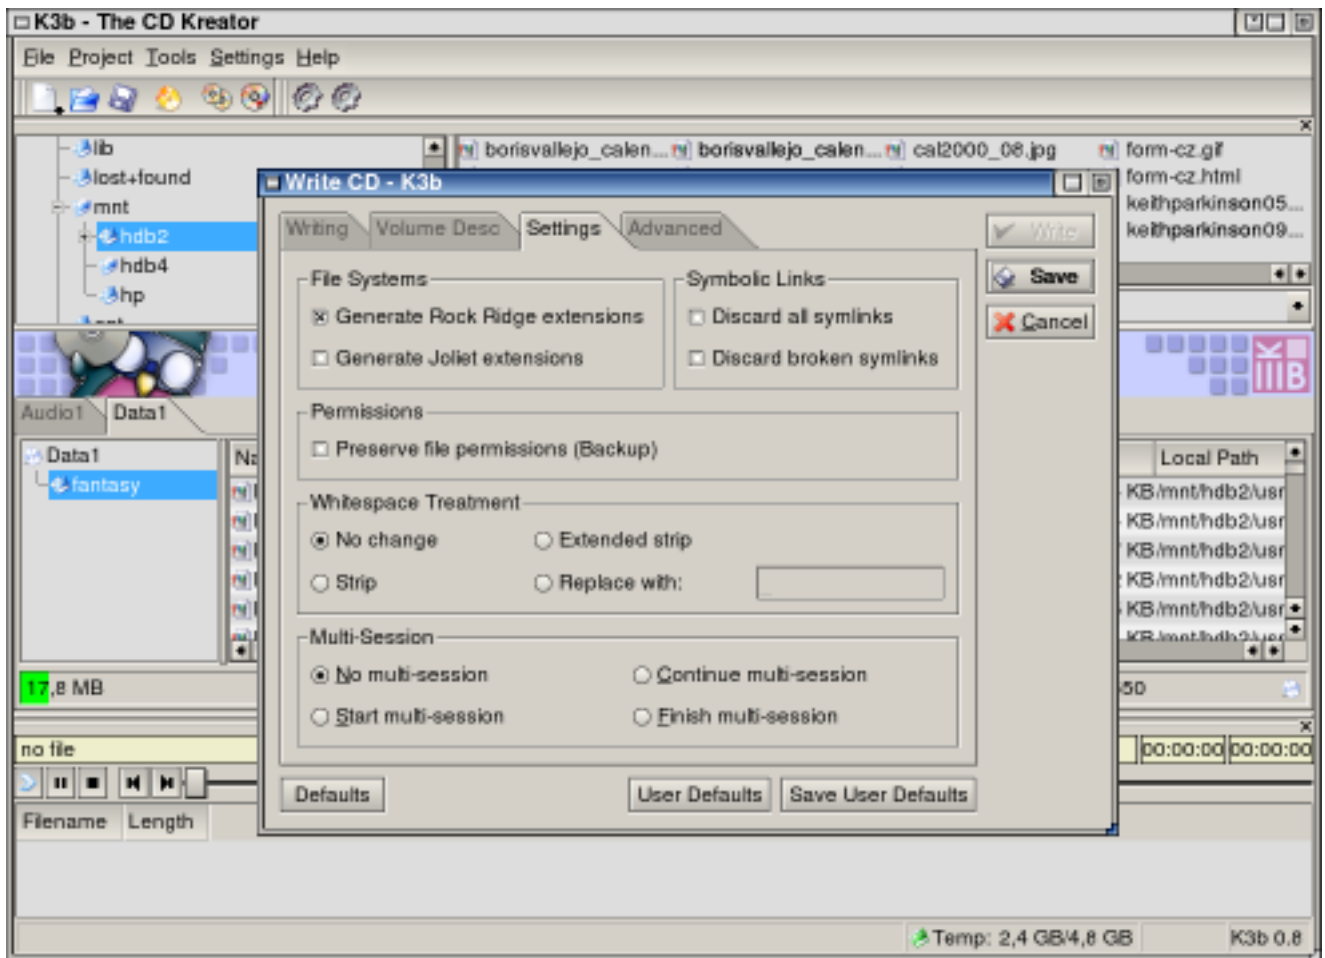 K3b - The CD Kreator
File Project Tools Settings Help
lib
borisvallejo_calen... borisvallejo_calen... cal2000_08.jpg form-cz.gif
lost+found
form-cz.html
mnt
keithparkinson05...
hdb2
keithparkinson09...
hdb4
hp
Write CD - K3b
Writing Volume Desc Settings Advanced
Write
File Systems
Symbolic Links
Save
Generate Rock Ridge extensions
Discard all symlinks
Cancel
Generate Joliet extensions
Discard broken symlinks
K3B
Audio1 Data1
Permissions
Preserve file permissions (Backup)
Data1
Local Path
fantasy
KB /mnt/hdb2/usr
KB /mnt/hdb2/usr
KB /mnt/hdb2/usr
KB /mnt/hdb2/usr
KB /mnt/hdb2/usr
KB /mnt/hdb2/usr
Whitespace Treatment
No change
Extended strip
Strip
Replace with:
Multi-Session
No multi-session
Continue multi-session
Start multi-session
Finish multi-session
17,8 MB
no file
00:00:00 00:00:00
Defaults
User Defaults
Save User Defaults
Filename Length
Temp: 2,4 GB/4,8 GB
K3b 0.8